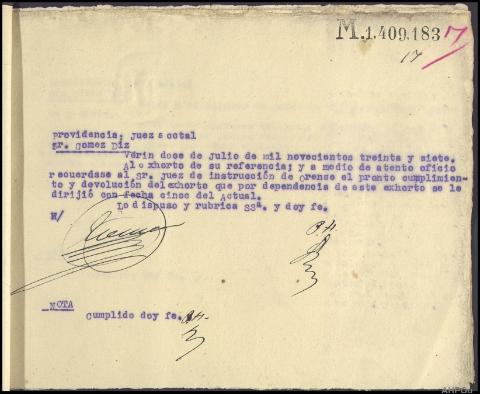 M.1.409.183
17
17
providencia; juez acctal
sr. Gomez Diz
Verin doce de julio de mil novecientos treinta y siete.
Al exhorto de su referencia; y a medio de atento oficio
recuerdese al sr. juez de instrucción de Orense el pronto cumplimien-
to y devolución del exhorto que por dependencia de este exhorto se le
dirijió con fecha cinco del Actual.
Lo dispuso y rubrica SSª. y doy fe.
M/
P.H.
NOTA
Cumplido doy fe. P.H.
AHPOU